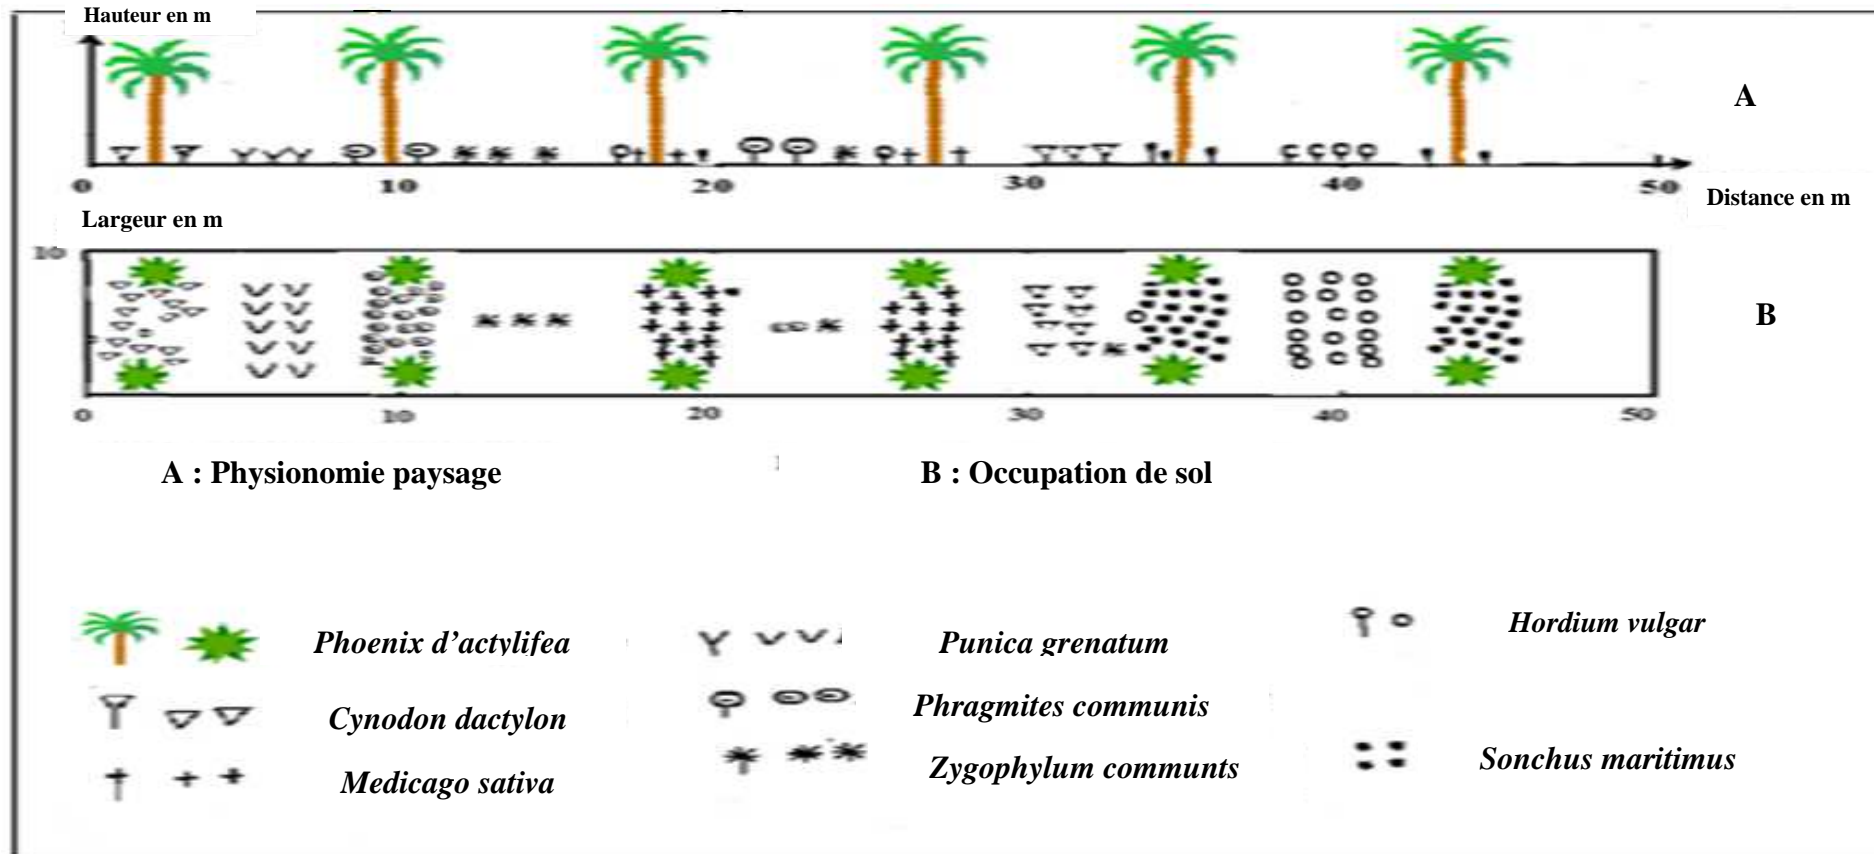 Hauteur en m
A
0 10 20 30 40 50
Distance en m
Largeur en m
10
B
0 10 20 30 40 50
A : Physionomie paysage
B : Occupation de sol
Phoenix d’actylifea
Punica grenatum
Hordium vulgar
Cynodon dactylon
Phragmites communis
Medicago sativa
Zygophylum communts
Sonchus maritimus